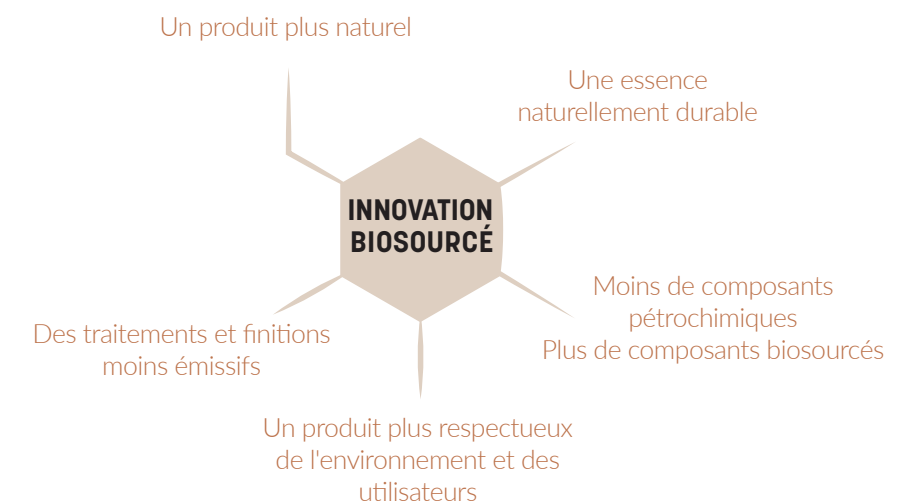 Un produit plus naturel
Une essence
naturellement durable
INNOVATION
BIOSOURCÉ
Moins de composants
pétrochimiques
Plus de composants biosourcés
Des traitements et finitions
moins émissifs
Un produit plus respectueux
de l'environnement et des
utilisateurs